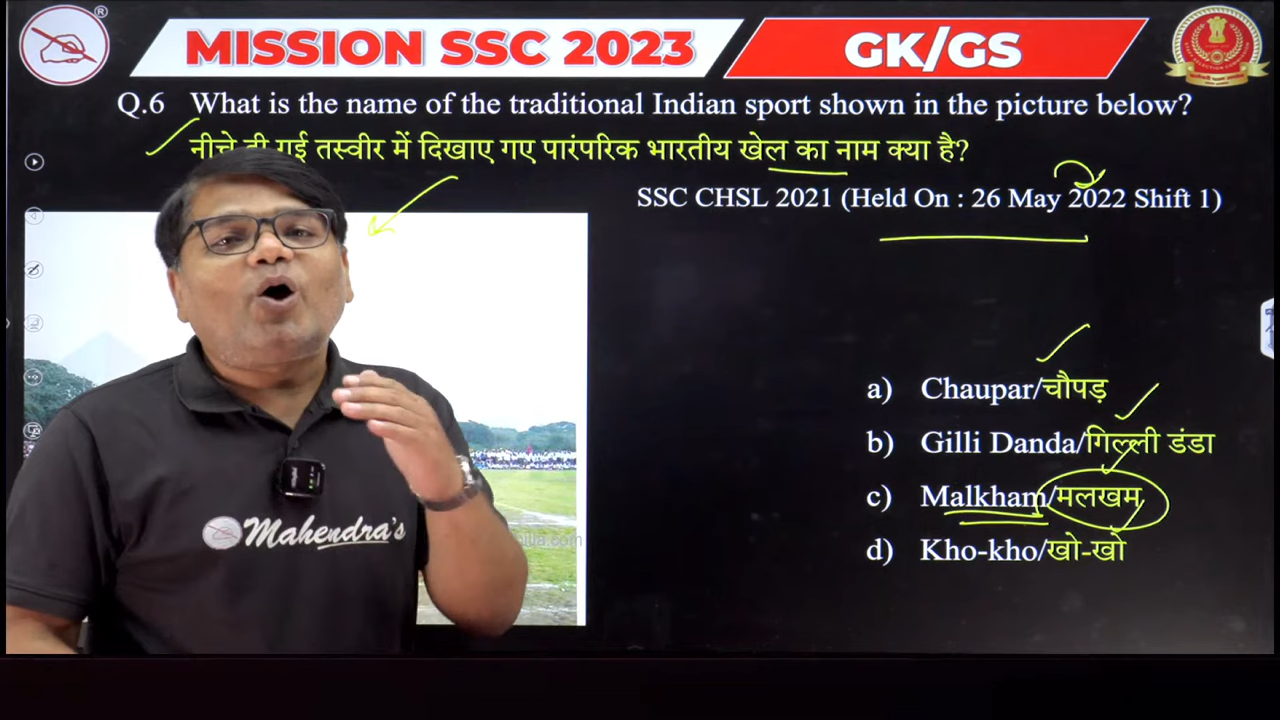 MISSION SSC 2023
GK/GS
Q.6 What is the name of the traditional Indian sport shown in the picture below?
नीचे दी गई तस्वीर में दिखाए गए पारंपरिक भारतीय खेल का नाम क्या है?
SSC CHSL 2021 (Held On : 26 May 2022 Shift 1)
a) Chaupar/चौपड़
b) Gilli Danda/गिल्ली डंडा
c) Malkham/मलखम
d) Kho-kho/खो-खो
Mahendra's